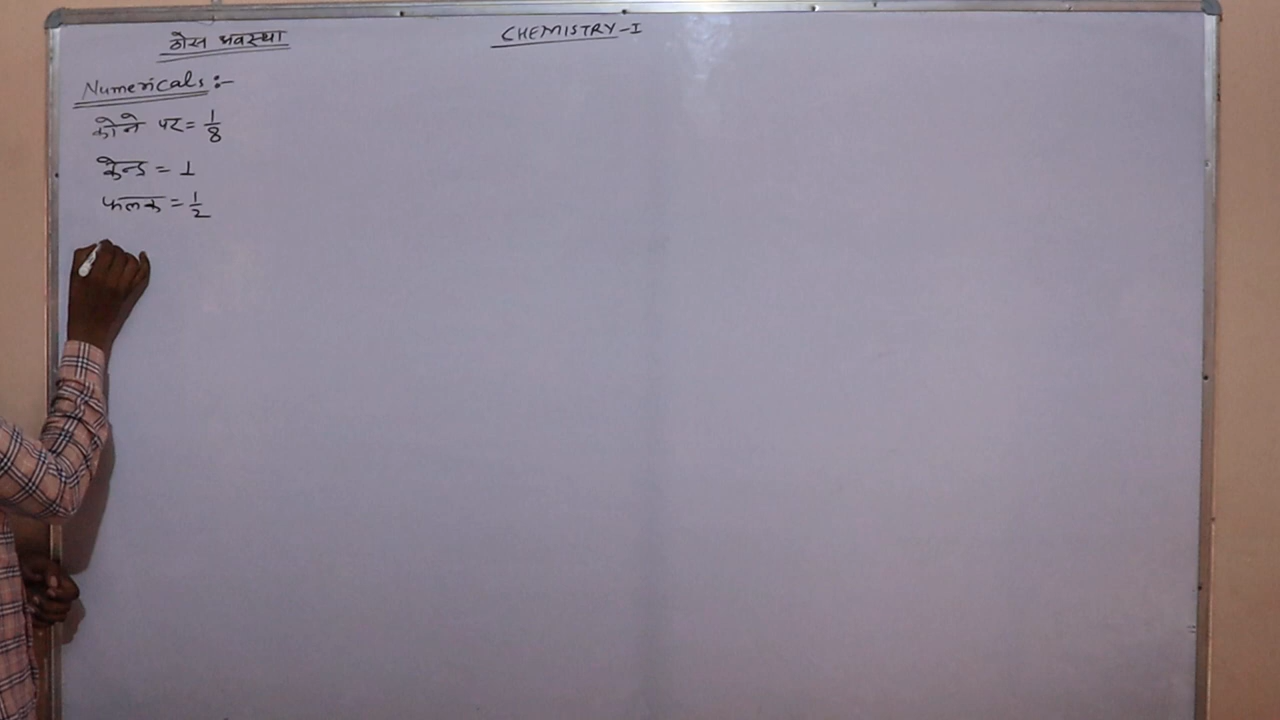 ठोस अवस्था
CHEMISTRY-I
Numericals :-
कोने पर = 1/8
केन्द्र = 1
फलक = 1/2